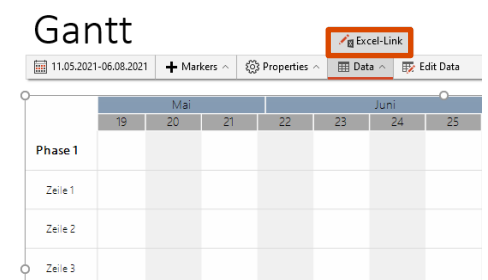 Gantt
Excel-Link
11.05.2021-06.08.2021 Markers Properties Data Edit Data
Mai Juni
19 20 21 22 23 24 25
Phase 1
Zeile 1
Zeile 2
Zeile 3